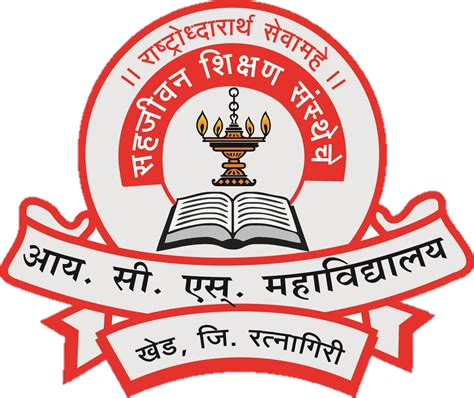 ।। राष्ट्रोध्दारार्थ सेवामहे ।।
सहजीवन शिक्षण संस्थेचे
आय. सी. एस्. महाविद्यालय
खेड, जि. रत्नागिरी